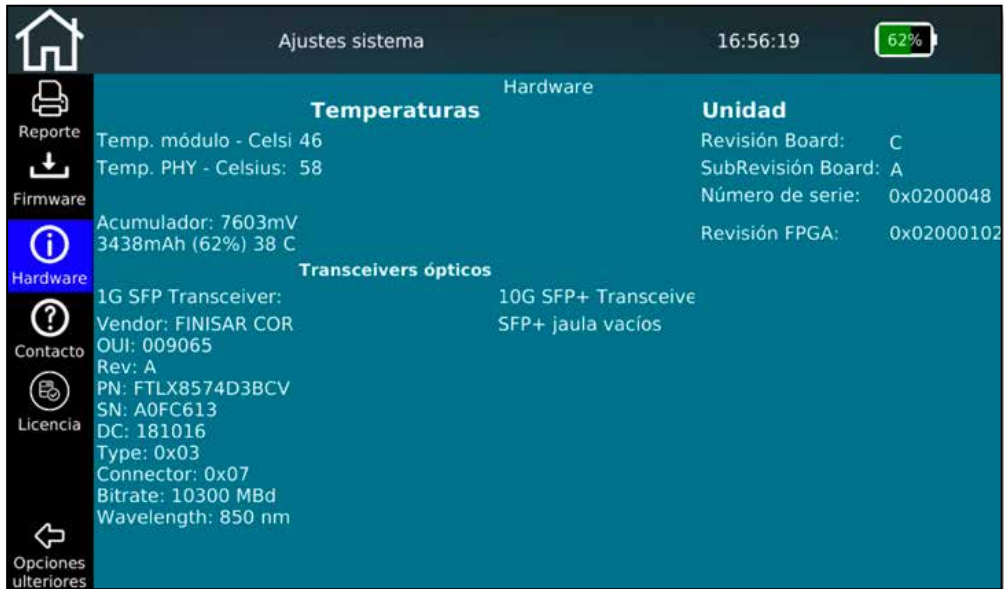 Ajustes sistema 16:56:19 62%
Hardware
Reporte
Firmware
Hardware
Contacto
Licencia
Opciones
ulteriores
Temperaturas
Temp. módulo - Celsi 46
Temp. PHY - Celsius: 58
Acumulador: 7603mV
3438mAh (62%) 38 C
Unidad
Revisión Board: C
SubRevisión Board: A
Número de serie: 0x0200048
Revisión FPGA: 0x02000102
Transceivers ópticos
1G SFP Transceiver:
Vendor: FINISAR COR
OUI: 009065
Rev: A
PN: FTLX8574D3BCV
SN: A0FC613
DC: 181016
Type: 0x03
Connector: 0x07
Bitrate: 10300 MBd
Wavelength: 850 nm
10G SFP+ Transceive
SFP+ jaula vacíos